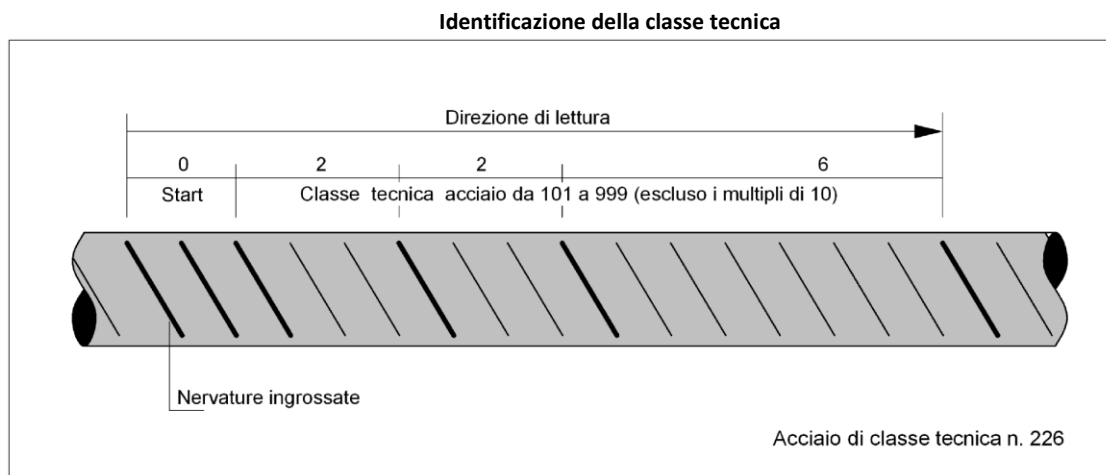 Identificazione della classe tecnica
Direzione di lettura
0 2 2 6
Start Classe tecnica acciaio da 101 a 999 (escluso i multipli di 10)
Nervature ingrossate
Acciaio di classe tecnica n. 226